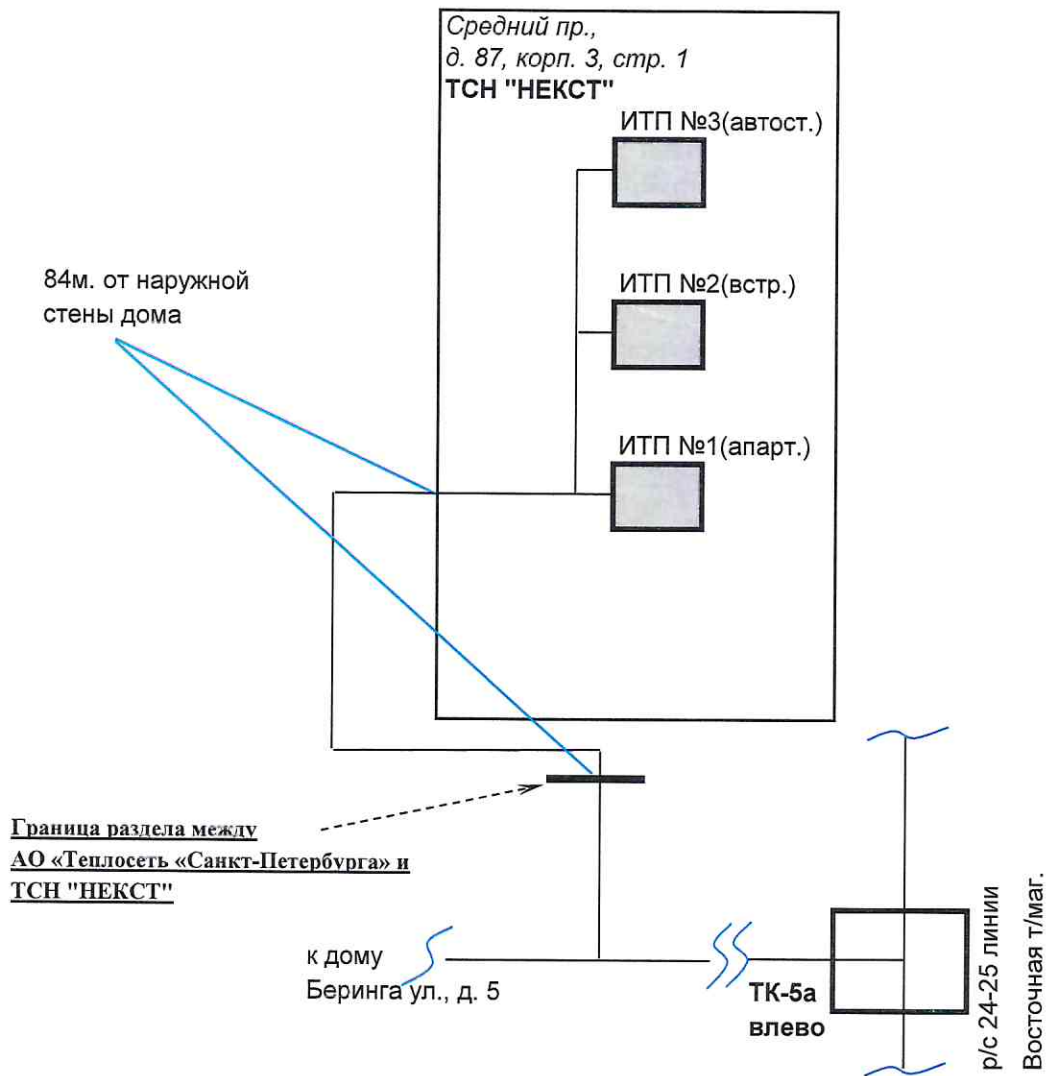 Средний пр.,
д. 87, корп. 3, стр. 1
ТСН "НЕКСТ"
ИТП №3(автост.)
ИТП №2(встр.)
ИТП №1(апарт.)
84м. от наружной
стены дома
Граница раздела между
АО «Теплосеть «Санкт-Петербурга» и
ТСН "НЕКСТ"
к дому
Беринга ул., д. 5
ТК-5а
влево
р/с 24-25 линии
Восточная т/маг.